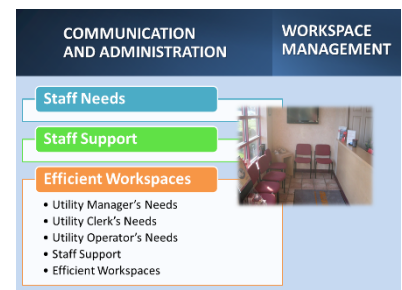 COMMUNICATION
AND ADMINISTRATION
WORKSPACE
MANAGEMENT
Staff Needs
Staff Support
Efficient Workspaces
• Utility Manager's Needs
• Utility Clerk's Needs
• Utility Operator's Needs
• Staff Support
• Efficient Workspaces